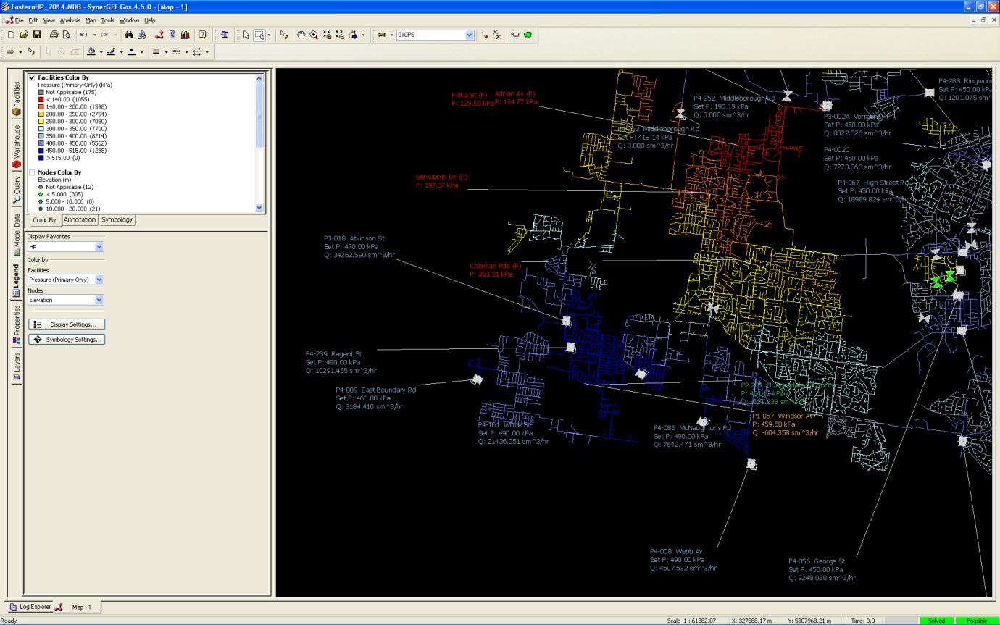 EasternHP_2014.MDB - SynerGEE Gas 4.5.0 - [Map - 1]
File Edit View Analysis Map Tools Window Help
010P6
Facilities
Warehouse
Query
Model Data
Legend
Properties
Layers
Facilities Color By
Pressure (Primary Only) (kPa)
Not Applicable (175)
< 140.00 (1055)
140.00 - 200.00 (1598)
200.00 - 250.00 (2754)
250.00 - 300.00 (7080)
300.00 - 350.00 (7700)
350.00 - 400.00 (8214)
400.00 - 450.00 (5562)
450.00 - 515.00 (1288)
> 515.00 (0)
Nodes Color By
Elevation (m)
Not Applicable (12)
< 5.000 (305)
5.000 - 10.000 (0)
10.000 - 20.000 (21)
Color By Annotation Symbology
Display Favorites
HP
Color by
Facilities
Pressure (Primary Only)
Nodes
Elevation
Display Settings...
Symbology Settings...
Adrian Av (F)
P: 129.55 kPa P: 134.77 kPa
P4-252 Middleborough Rd
Set P: 195.19 kPa
Q: 0.000 sm^3/hr
Middleborough Rd
Set P: 418.14 kPa
Q: 0.000 sm^3/hr
P4-288 Ringwoo
Set P: 450.00 kPa
Q: 1201.075 sm^
P3-002A
Set P: 450.00 kPa
Q: 8022.026 sm^3/hr
P4-002C
Set P: 450.00 kPa
Q: 7273.863 sm^3/hr
P4-067 High Street Rd
Set P: 450.00 kPa
Q: 18989.824 sm^3/hr
Benwerrin Dr (F)
P: 197.37 kPa
P3-018 Atkinson St
Set P: 470.00 kPa
Q: 34262.590 sm^3/hr
Coleman Pde (F)
P: 263.31 kPa
P4-239 Regent St
Set P: 490.00 kPa
Q: 10291.455 sm^3/hr
P4-009 East Boundary Rd
Set P: 460.00 kPa
Q: 3184.410 sm^3/hr
P4-161 White St
Set P: 490.00 kPa
Q: 21436.051 sm^3/hr
P4-086 McNaughtons Rd
Set P: 490.00 kPa
Q: 7642.471 sm^3/hr
P1-857 Windsor Av
P: 459.58 kPa
Q: -604.358 sm^3/hr
P4-008 Webb Av
Set P: 490.00 kPa
Q: 4507.532 sm^3/hr
P4-056 George St
Set P: 450.00 kPa
Q: 2248.038 sm^3/hr
Log Explorer Map - 1
Ready
Scale 1 : 61382.07 X: 327588.17 m Y: 5807968.21 m Time: 0.0 Solved Feasible